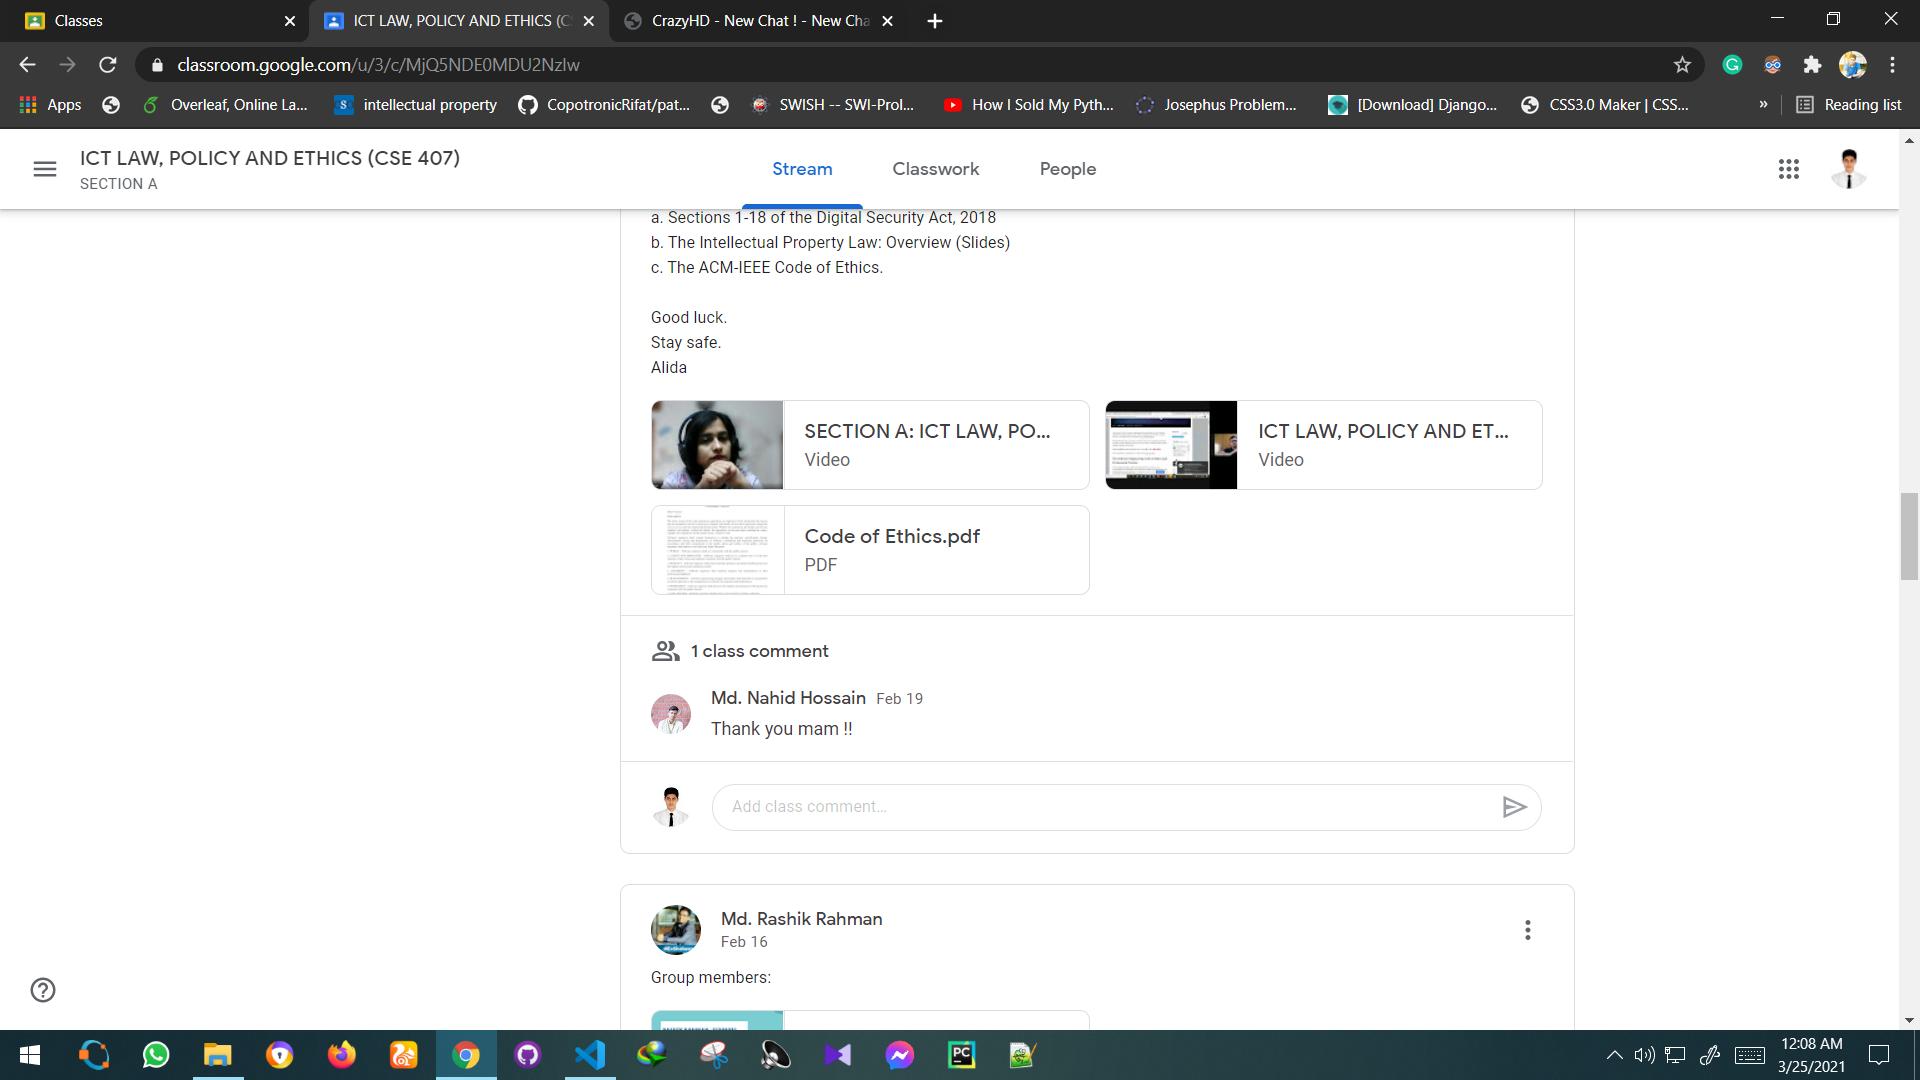 Classes
ICT LAW, POLICY AND ETHICS (C
CrazyHD - New Chat ! - New Cha
classroom.google.com/u/3/c/MjQ5NDE0MDU2NzIw
Apps
Overleaf, Online La...
intellectual property
CopotronicRifat/pat...
SWISH -- SWI-Prol...
How I Sold My Pyth...
Josephus Problem...
[Download] Django...
CSS3.0 Maker | CSS...
»
Reading list
ICT LAW, POLICY AND ETHICS (CSE 407)
SECTION A
Stream
Classwork
People
a. Sections 1-18 of the Digital Security Act, 2018
b. The Intellectual Property Law: Overview (Slides)
c. The ACM-IEEE Code of Ethics.
Good luck.
Stay safe.
Alida
SECTION A: ICT LAW, PO...
Video
ICT LAW, POLICY AND ET...
Video
Code of Ethics.pdf
PDF
1 class comment
Md. Nahid Hossain Feb 19
Thank you mam !!
Add class comment...
Md. Rashik Rahman
Feb 16
Group members:
12:08 AM
3/25/2021